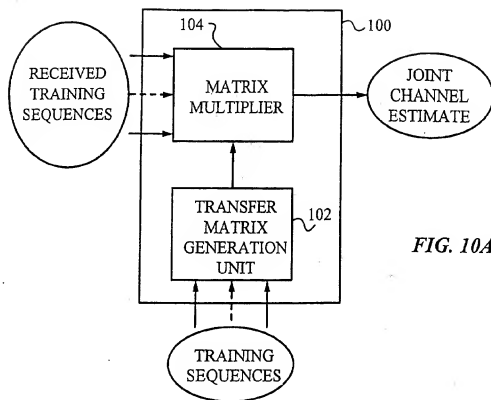 104
100
RECEIVED
TRAINING
SEQUENCES
MATRIX
MULTIPLIER
JOINT
CHANNEL
ESTIMATE
TRANSFER
MATRIX
GENERATION
UNIT
102
FIG. 10A
TRAINING
SEQUENCES